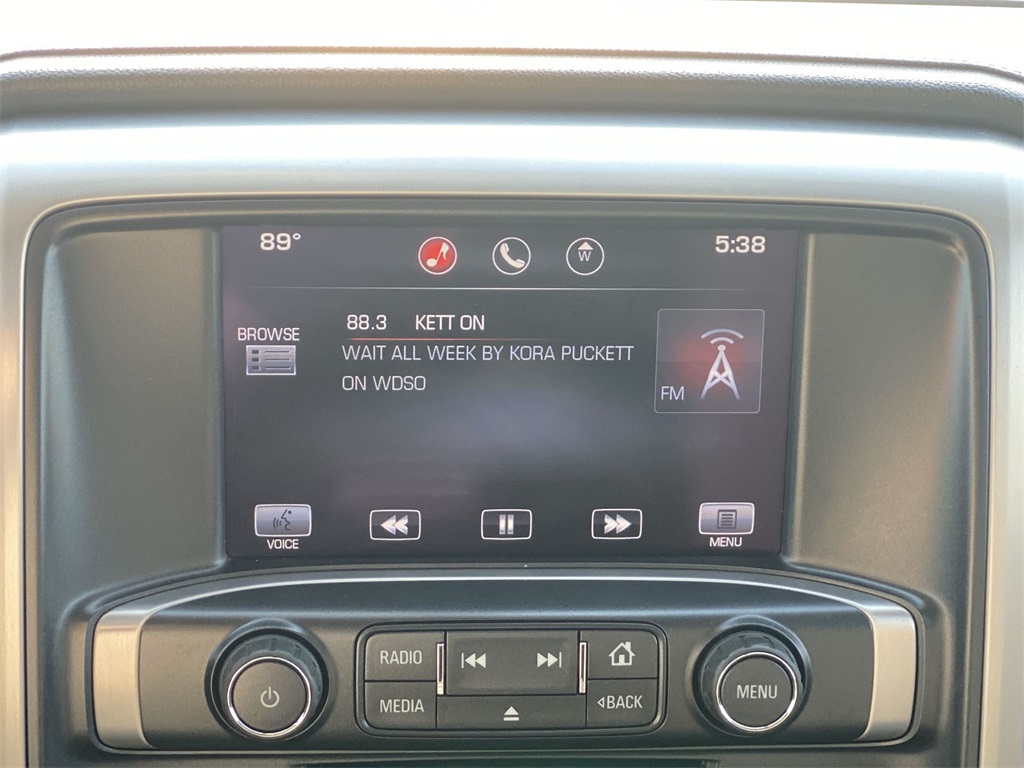 89° W 5:38
88.3 KETT ON
BROWSE
WAIT ALL WEEK BY KORA PUCKETT
ON WDSO
FM
VOICE
MENU
RADIO
MEDIA
BACK
MENU